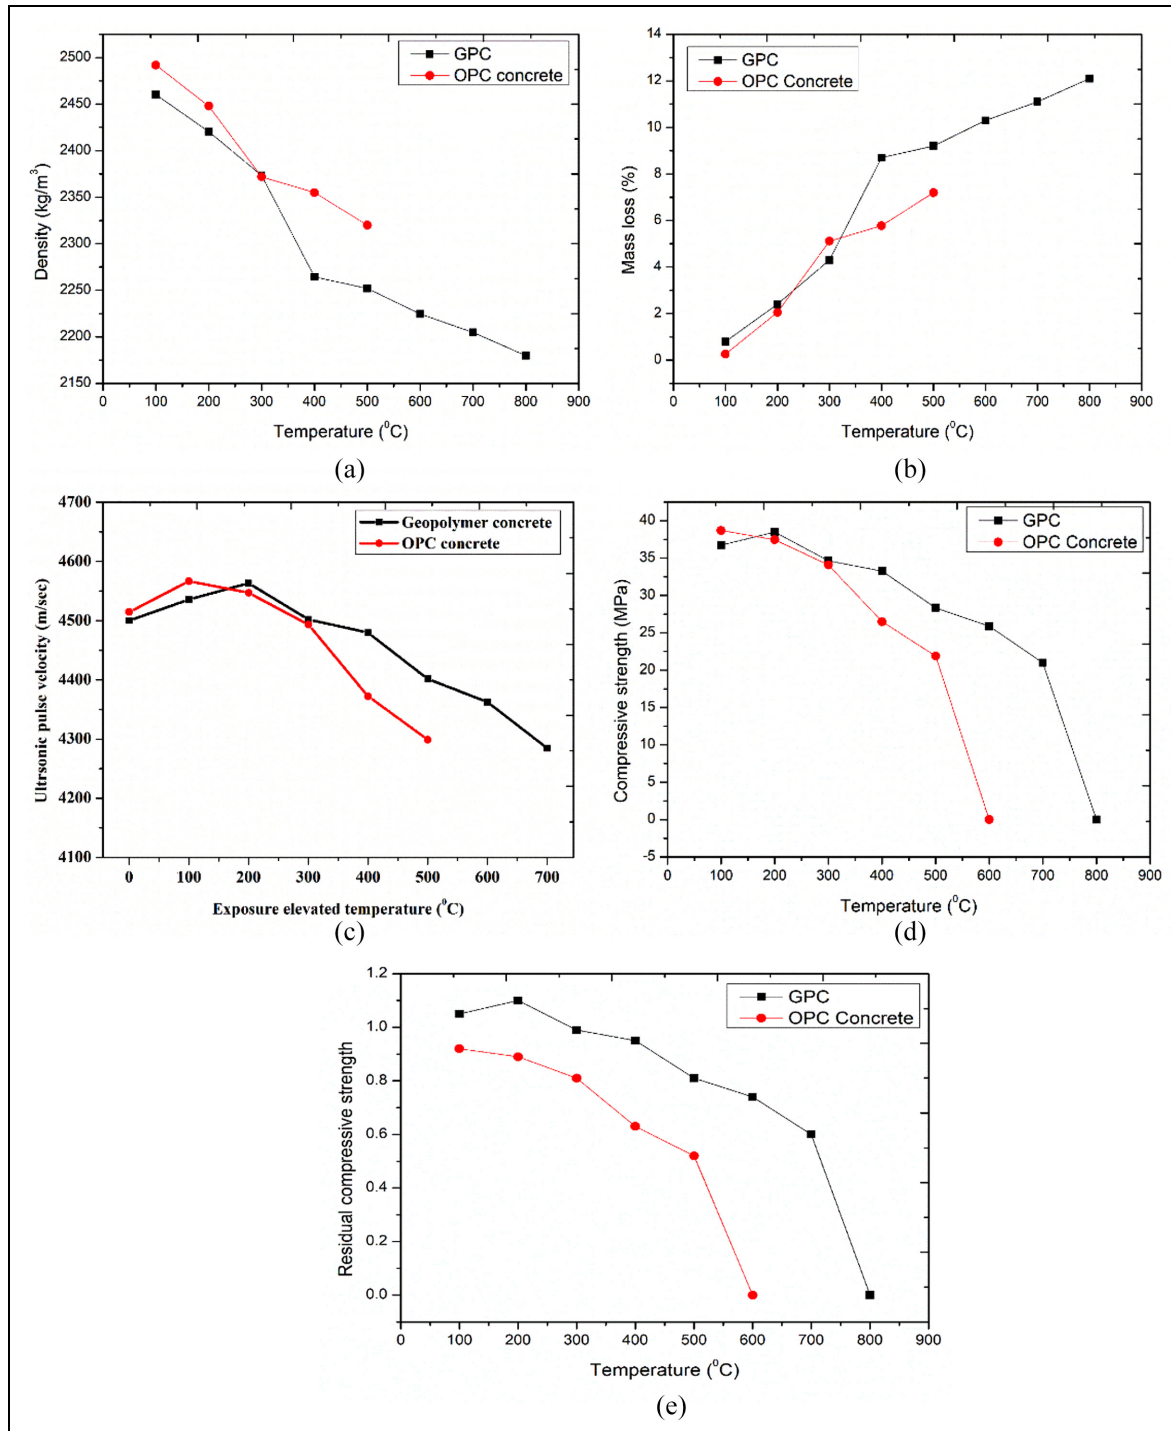 GPC
OPC concrete
2500
2450
2400
2350
2300
2250
2200
2150
Density (kg/m³)
0 100 200 300 400 500 600 700 800 900
Temperature (⁰C)
(a)
GPC
OPC Concrete
14
12
10
8
6
4
2
0
Mass loss (%)
0 100 200 300 400 500 600 700 800 900
Temperature (⁰C)
(b)
Geopolymer concrete
OPC concrete
4700
4600
4500
4400
4300
4200
4100
Ultrsonic pulse velocity (m/sec)
0 100 200 300 400 500 600 700
Exposure elevated temperature (⁰C)
(c)
GPC
OPC Concrete
40
35
30
25
20
15
10
5
0
-5
Compressive strength (MPa)
0 100 200 300 400 500 600 700 800 900
Temperature (⁰C)
(d)
GPC
OPC Concrete
1.2
1.0
0.8
0.6
0.4
0.2
0.0
Residual compressive strength
0 100 200 300 400 500 600 700 800 900
Temperature (⁰C)
(e)